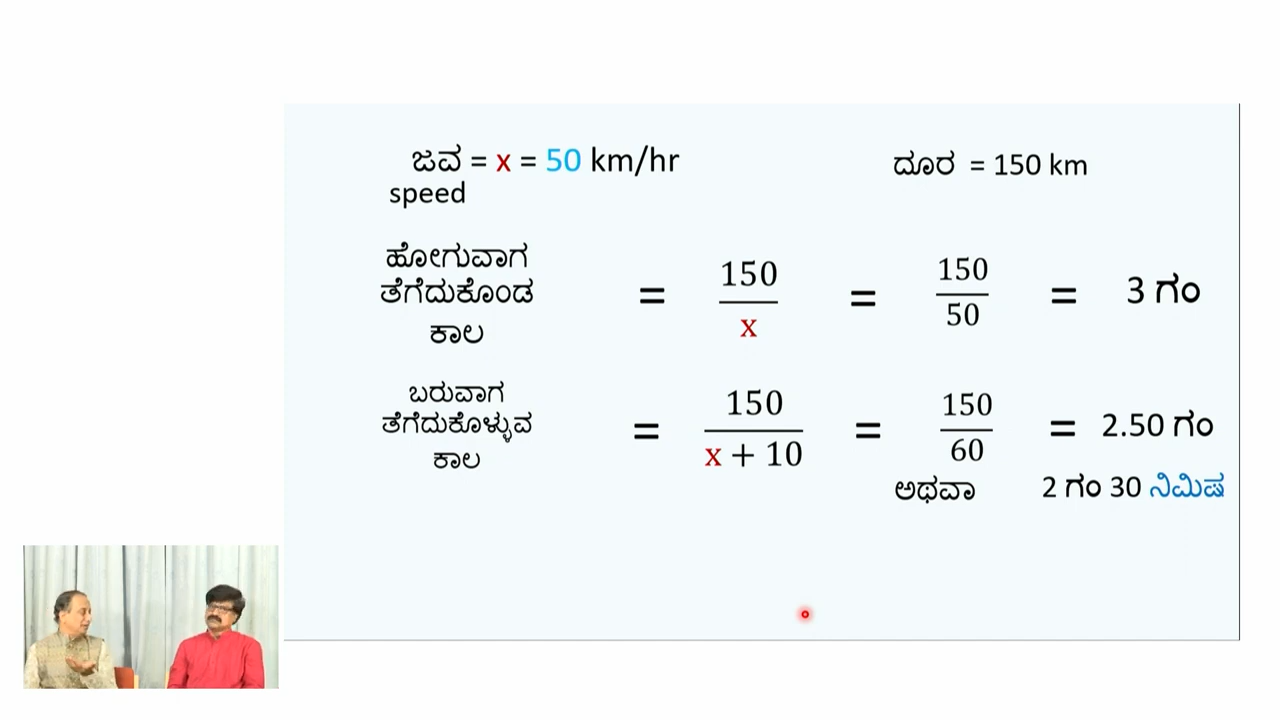 ಜವ = x = 50 km/hr
speed
ದೂರ = 150 km
ಹೋಗುವಾಗ
ತೆಗೆದುಕೊಂಡ
ಕಾಲ
= 150/x = 150/50 = 3 ಗಂ
ಬರುವಾಗ
ತೆಗೆದುಕೊಳ್ಳುವ
ಕಾಲ
= 150/(x + 10) = 150/60 = 2.50 ಗಂ
ಅಥವಾ 2 ಗಂ 30 ನಿಮಿಷ